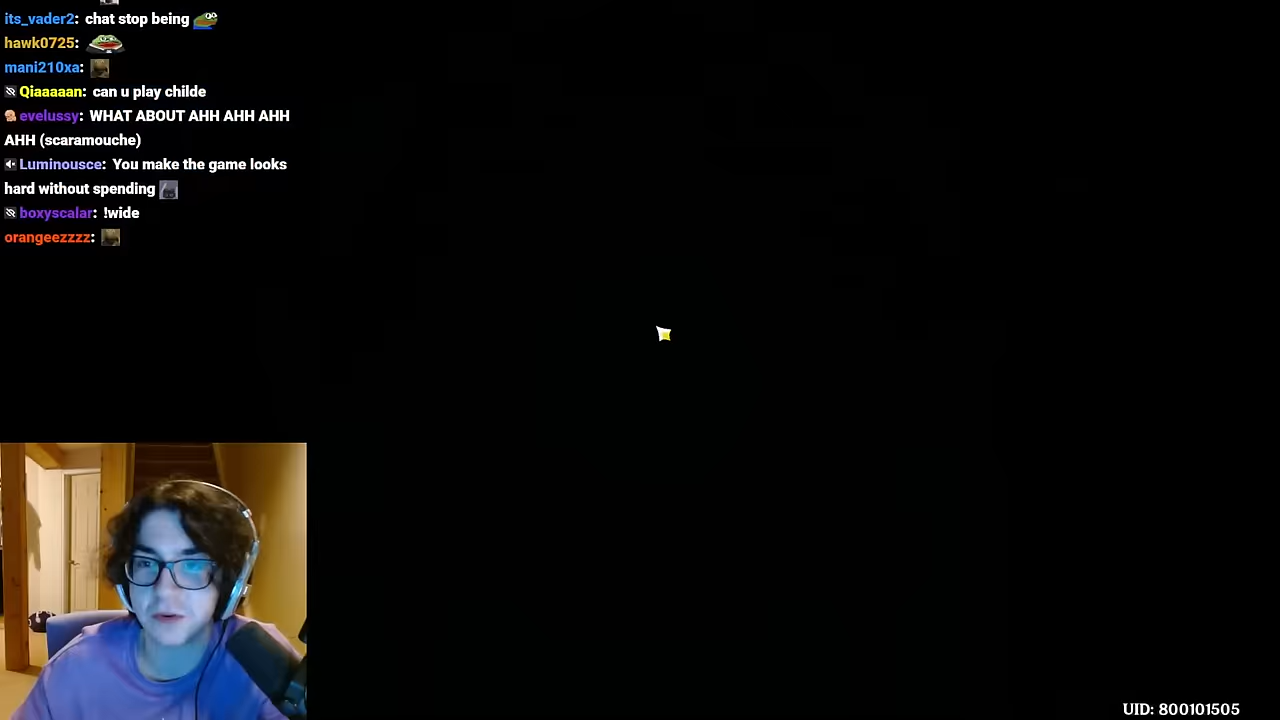 its_vader2: chat stop being
hawk0725:
mani210xa:
Qiaaaaan: can u play childe
evelussy: WHAT ABOUT AHH AHH AHH
AHH (scaramouche)
Luminousce: You make the game looks
hard without spending
boxyscalar: !wide
orangeezzzz:
UID: 800101505